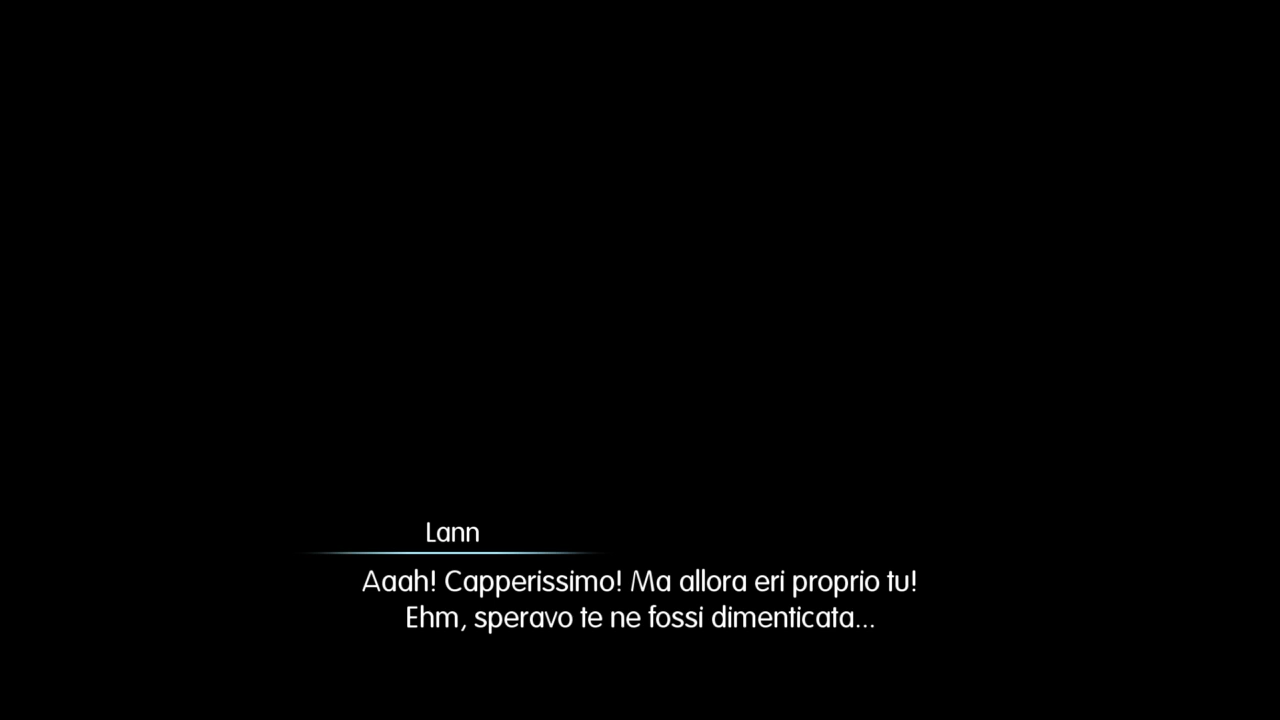 Lann
Aaah! Capperissimo! Ma allora eri proprio tu!
Ehm, speravo te ne fossi dimenticata...